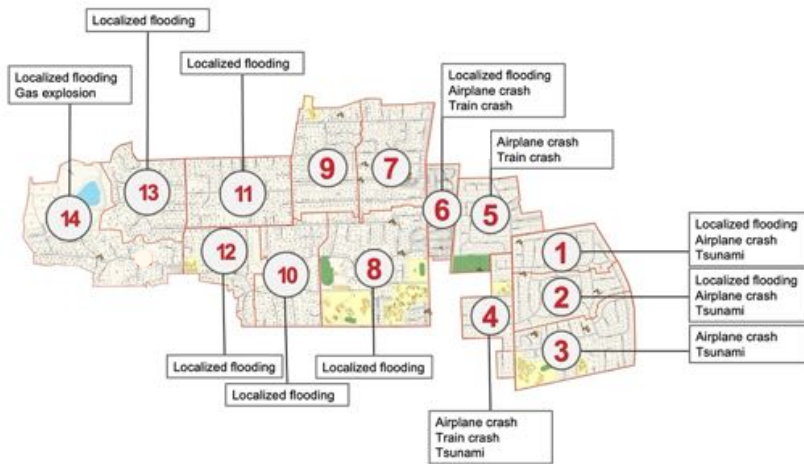 Localized flooding
Localized flooding
Gas explosion
Localized flooding
Localized flooding
Airplane crash
Train crash
Airplane crash
Train crash
9
7
13
11
14
6
5
12
10
8
1
2
4
3
Localized flooding
Airplane crash
Tsunami
Localized flooding
Airplane crash
Tsunami
Airplane crash
Tsunami
Localized flooding
Localized flooding
Localized flooding
Airplane crash
Train crash
Tsunami